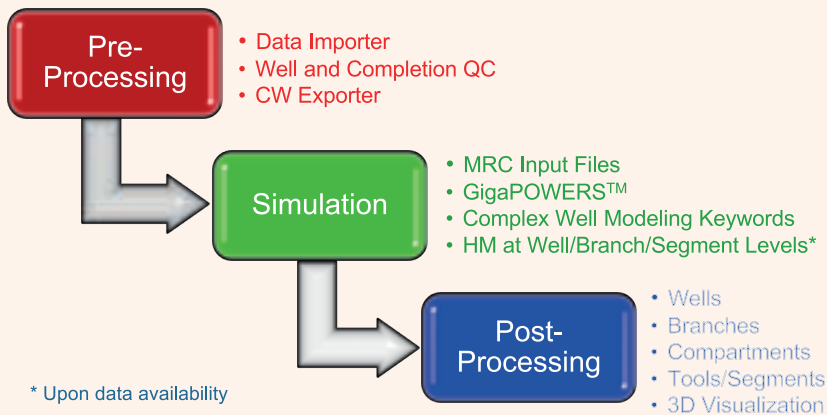 Pre-
Processing
• Data Importer
• Well and Completion QC
• CW Exporter
Simulation
• MRC Input Files
• GigaPOWERS™
• Complex Well Modeling Keywords
• HM at Well/Branch/Segment Levels*
Post-
Processing
• Wells
• Branches
• Compartments
• Tools/Segments
• 3D Visualization
* Upon data availability